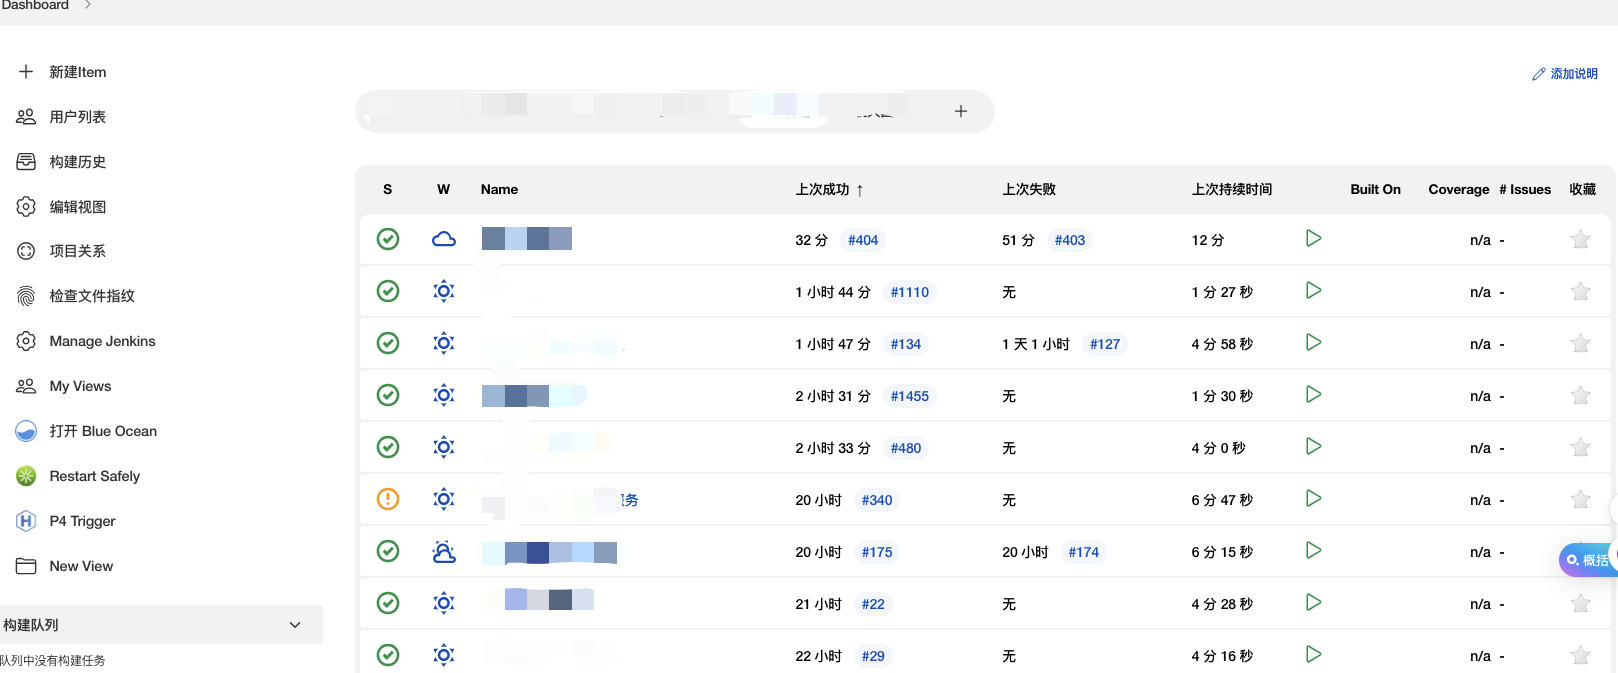 Dashboard
新建Item
用户列表
构建历史
编辑视图
项目关系
检查文件指纹
Manage Jenkins
My Views
打开 Blue Ocean
Restart Safely
P4 Trigger
New View
构建队列
队列中没有构建任务
添加说明
S W Name 上次成功 ↑ 上次失败 上次持续时间 Built On Coverage # Issues 收藏
32 分 #404 51 分 #403 12 分 n/a -
1 小时 44 分 #1110 无 1 分 27 秒 n/a -
1 小时 47 分 #134 1 天 1 小时 #127 4 分 58 秒 n/a -
2 小时 31 分 #1455 无 1 分 30 秒 n/a -
2 小时 33 分 #480 无 4 分 0 秒 n/a -
务 20 小时 #340 无 6 分 47 秒 n/a -
20 小时 #175 20 小时 #174 6 分 15 秒 n/a -
概括
21 小时 #22 无 4 分 28 秒 n/a -
22 小时 #29 无 4 分 16 秒 n/a -